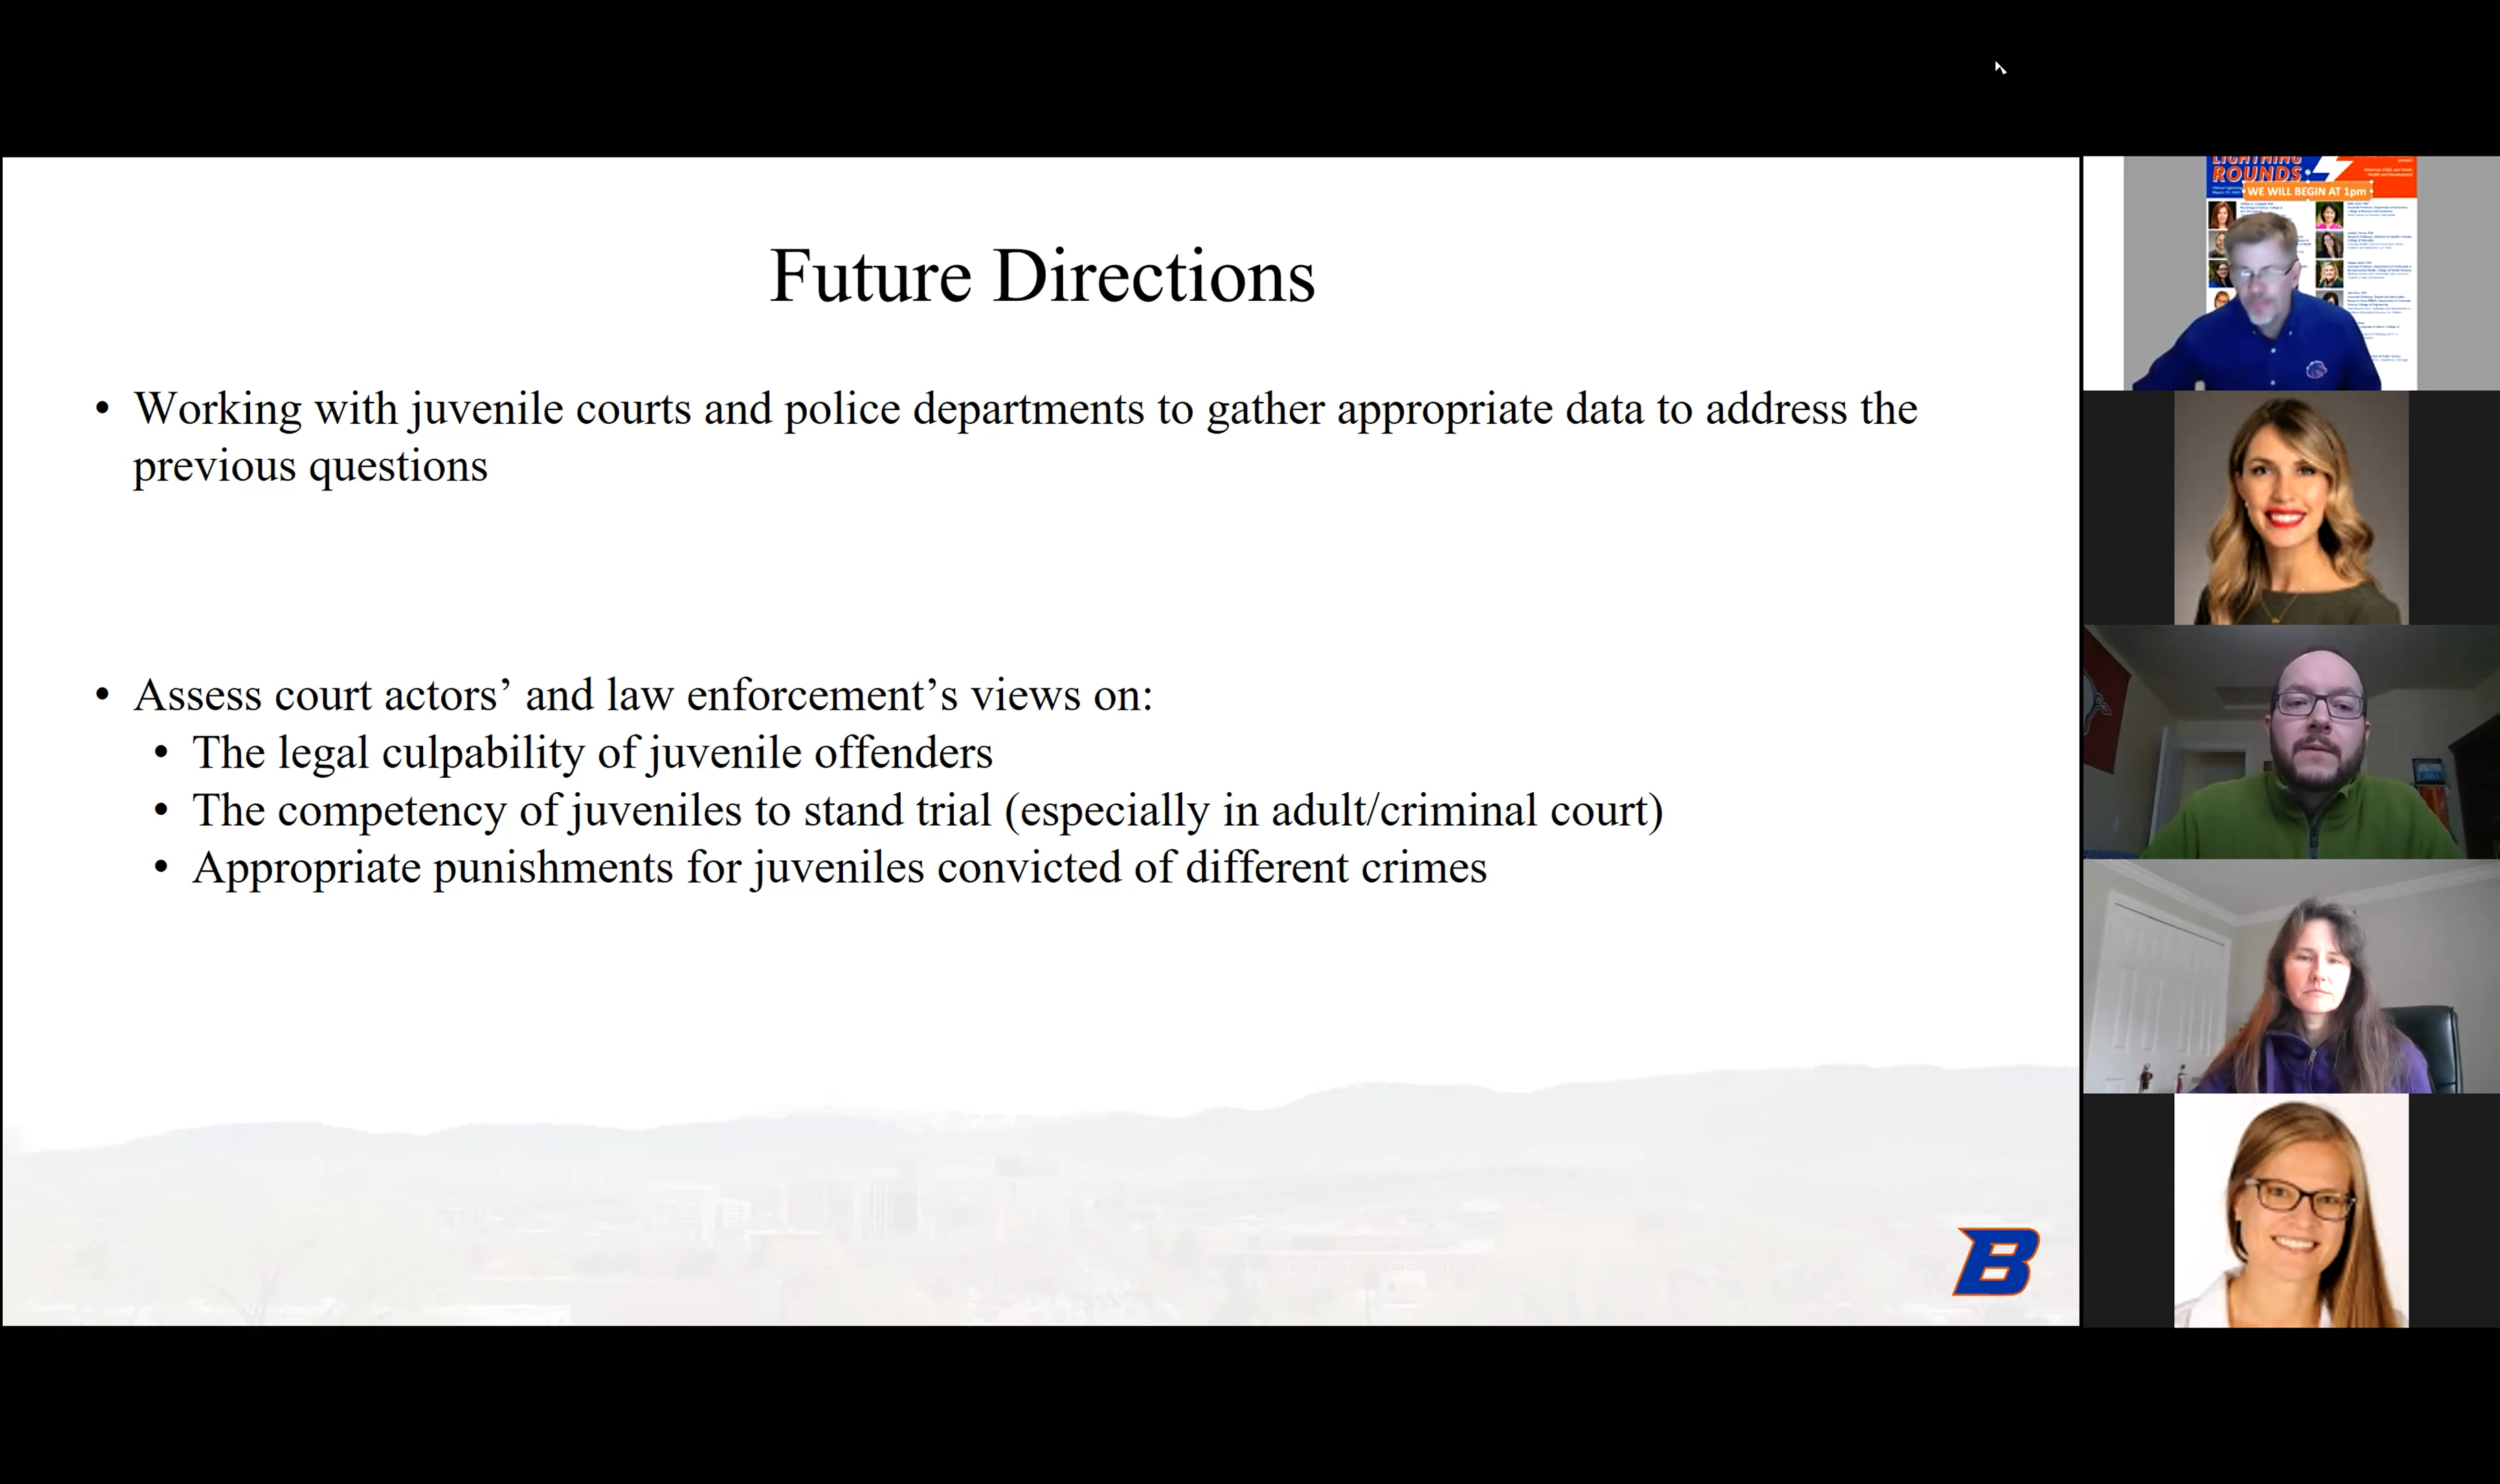 Future Directions
• Working with juvenile courts and police departments to gather appropriate data to address the
previous questions
• Assess court actors’ and law enforcement’s views on:
• The legal culpability of juvenile offenders
• The competency of juveniles to stand trial (especially in adult/criminal court)
• Appropriate punishments for juveniles convicted of different crimes
B
LIGHTNING
ROUNDS
WE WILL BEGIN AT 1pm